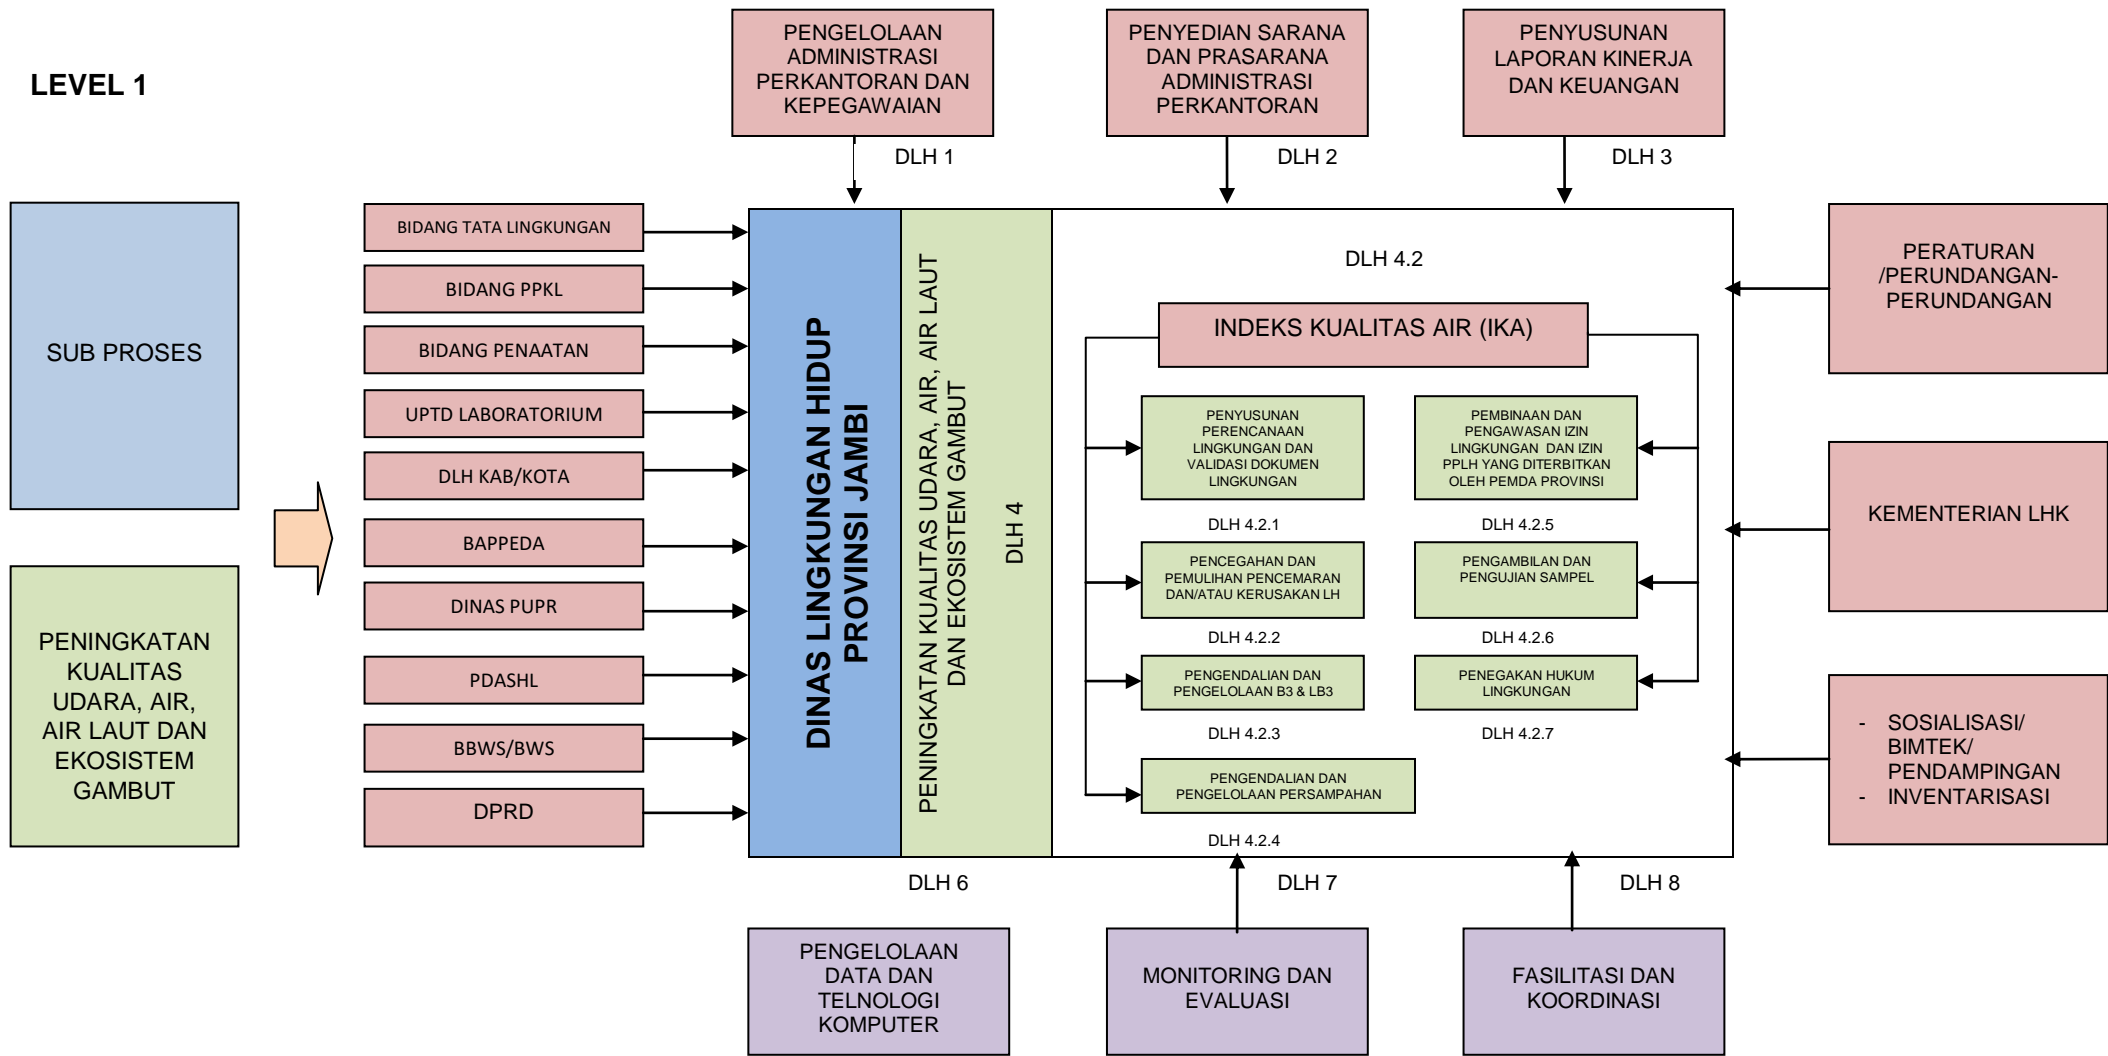 LEVEL 1
PENGELOLAAN
ADMINISTRASI
PERKANTORAN DAN
KEPEGAWAIAN
PENYEDIAN SARANA
DAN PRASARANA
ADMINISTRASI
PERKANTORAN
PENYUSUNAN
LAPORAN KINERJA
DAN KEUANGAN
DLH 1
DLH 2
DLH 3
SUB PROSES
PENINGKATAN
KUALITAS
UDARA, AIR,
AIR LAUT DAN
EKOSISTEM
GAMBUT
BIDANG TATA LINGKUNGAN
BIDANG PPKL
BIDANG PENAATAN
UPTD LABORATORIUM
DLH KAB/KOTA
BAPPEDA
DINAS PUPR
PDASHL
BBWS/BWS
DPRD
DINAS LINGKUNGAN HIDUP
PROVINSI JAMBI
PENINGKATAN KUALITAS UDARA, AIR, AIR LAUT
DAN EKOSISTEM GAMBUT
DLH 4
DLH 4.2
INDEKS KUALITAS AIR (IKA)
PENYUSUNAN
PERENCANAAN
LINGKUNGAN DAN
VALIDASI DOKUMEN
LINGKUNGAN
DLH 4.2.1
PENCEGAHAN DAN
PEMULIHAN PENCEMARAN
DAN/ATAU KERUSAKAN LH
DLH 4.2.2
PENGENDALIAN DAN
PENGELOLAAN B3 & LB3
DLH 4.2.3
PENGENDALIAN DAN
PENGELOLAAN PERSAMPAHAN
DLH 4.2.4
PEMBINAAN DAN
PENGAWASAN IZIN
LINGKUNGAN DAN IZIN
PPLH YANG DITERBITKAN
OLEH PEMDA PROVINSI
DLH 4.2.5
PENGAMBILAN DAN
PENGUJIAN SAMPEL
DLH 4.2.6
PENEGAKAN HUKUM
LINGKUNGAN
DLH 4.2.7
PERATURAN
/PERUNDANGAN-
PERUNDANGAN
KEMENTERIAN LHK
- SOSIALISASI/
BIMTEK/
PENDAMPINGAN
- INVENTARISASI
DLH 6
DLH 7
DLH 8
PENGELOLAAN
DATA DAN
TELNOLOGI
KOMPUTER
MONITORING DAN
EVALUASI
FASILITASI DAN
KOORDINASI